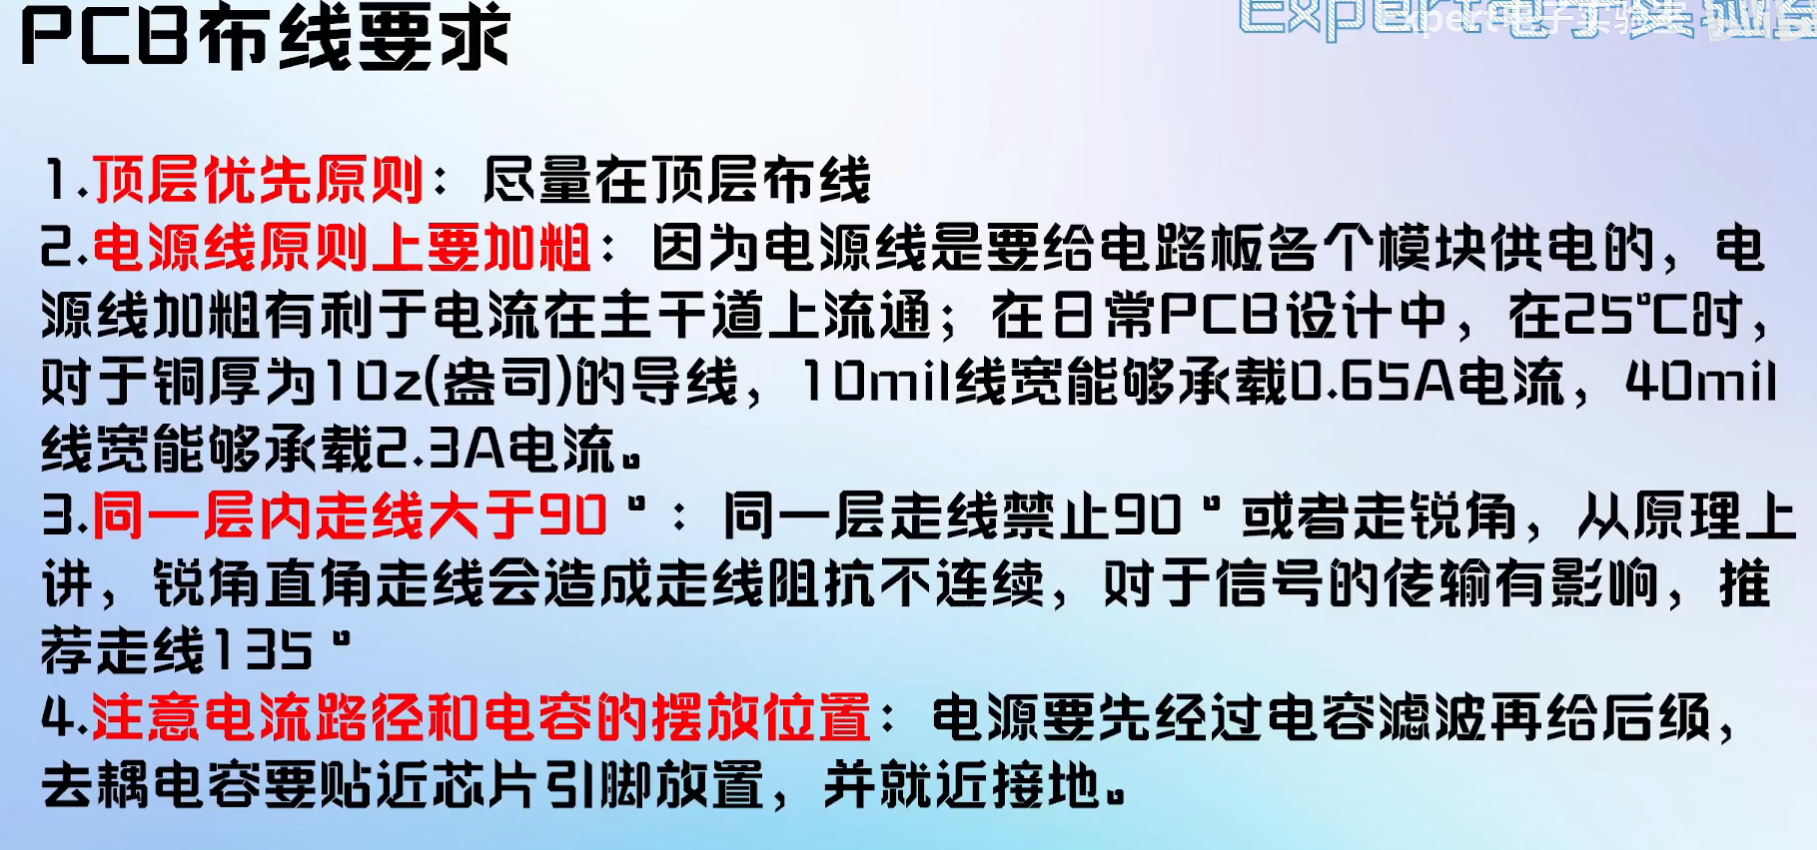 PCB布线要求
Expert电子实验室
1.顶层优先原则：尽量在顶层布线
2.电源线原则上要加粗：因为电源线是要给电路板各个模块供电的，电
源线加粗有利于电流在主干道上流通；在日常PCB设计中，在25℃时，
对于铜厚为10z(盎司)的导线，10mil线宽能够承载0.65A电流，40mil
线宽能够承载2.3A电流。
3.同一层内走线大于90°：同一层走线禁止90°或者走锐角，从原理上
讲，锐角直角走线会造成走线阻抗不连续，对于信号的传输有影响，推
荐走线135°
4.注意电流路径和电容的摆放位置：电源要先经过电容滤波再给后级，
去耦电容要贴近芯片引脚放置，并就近接地。